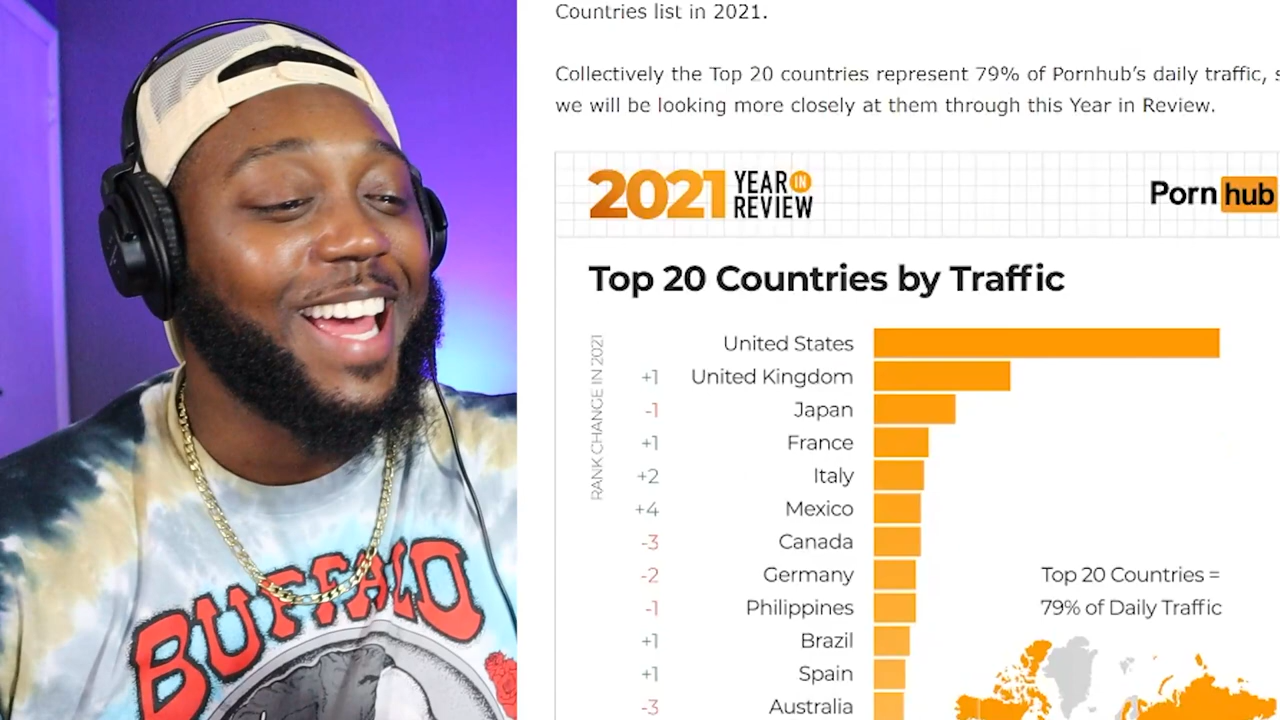 Countries list in 2021.
Collectively the Top 20 countries represent 79% of Pornhub's daily traffic, s
we will be looking more closely at them through this Year in Review.
2021 YEAR IN REVIEW
Porn hub
Top 20 Countries by Traffic
RANK CHANGE IN 2021
United States
+1 United Kingdom
-1 Japan
+1 France
+2 Italy
+4 Mexico
-3 Canada
-2 Germany
-1 Philippines
+1 Brazil
+1 Spain
-3 Australia
Top 20 Countries =
79% of Daily Traffic
BUFFALO